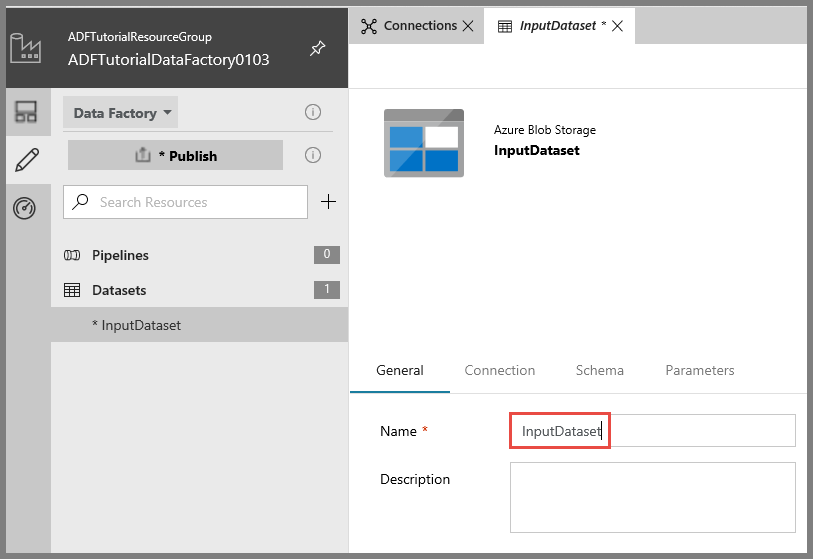 ADFTutorialResourceGroup
ADFTutorialDataFactory0103
Connections
InputDataset *
Data Factory
* Publish
Search Resources
Pipelines 0
Datasets 1
* InputDataset
Azure Blob Storage
InputDataset
General Connection Schema Parameters
Name * InputDataset
Description